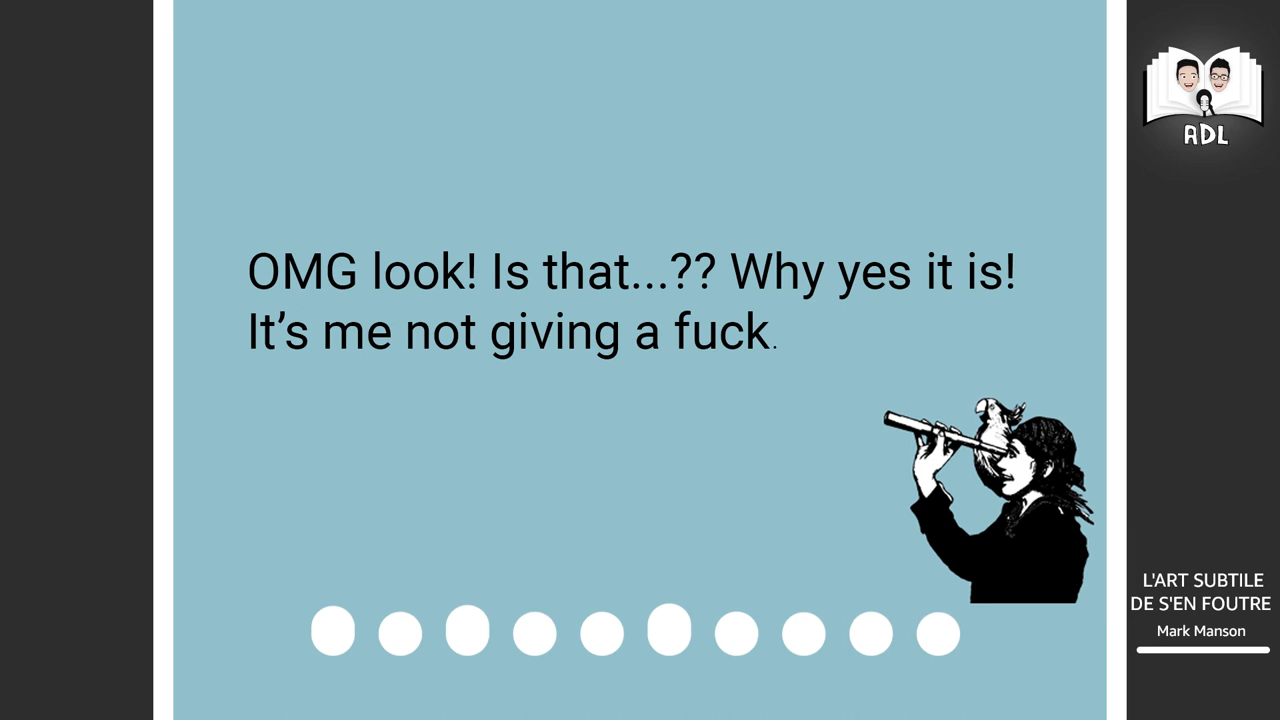 OMG look! Is that...?? Why yes it is!
It’s me not giving a fuck.
ADL
L'ART SUBTILE
DE S'EN FOUTRE
Mark Manson